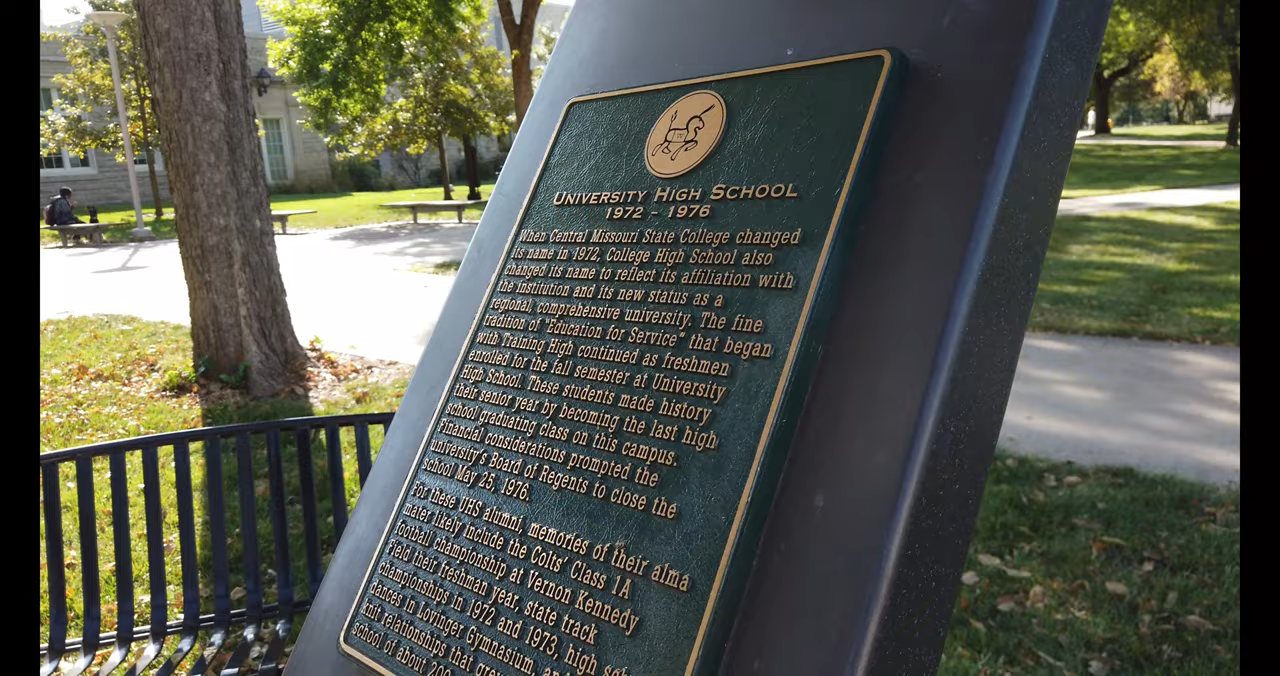 UNIVERSITY HIGH SCHOOL
1972 - 1976
When Central Missouri State College changed
its name in 1972, College High School also
changed its name to reflect its affiliation with
the institution and its new status as a
regional, comprehensive university. The fine
tradition of "Education for Service" that began
with Training High continued as freshmen
enrolled for the fall semester at University
High School. These students made history
their senior year by becoming the last high
school graduating class on this campus.
Financial considerations prompted the
university's Board of Regents to close the
school May 25, 1976.
For these UHS alumni, memories of their alma
mater likely include the Colts' Class 1A
football championship at Vernon Kennedy
Field their freshman year, state track
championships in 1972 and 1973, high
dances in Lovinger Gymnasium,
knit relationships that
school of about 200